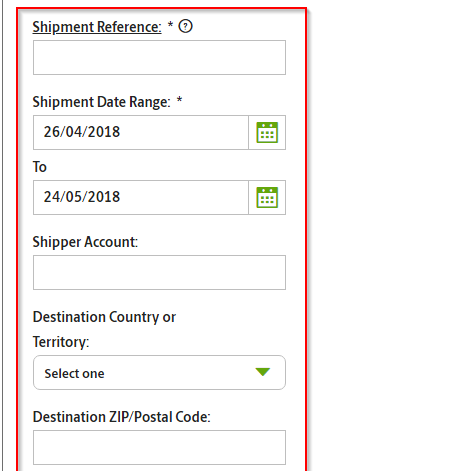 Shipment Reference: * ?
Shipment Date Range: *
26/04/2018
To
24/05/2018
Shipper Account:
Destination Country or
Territory:
Select one
Destination ZIP/Postal Code: